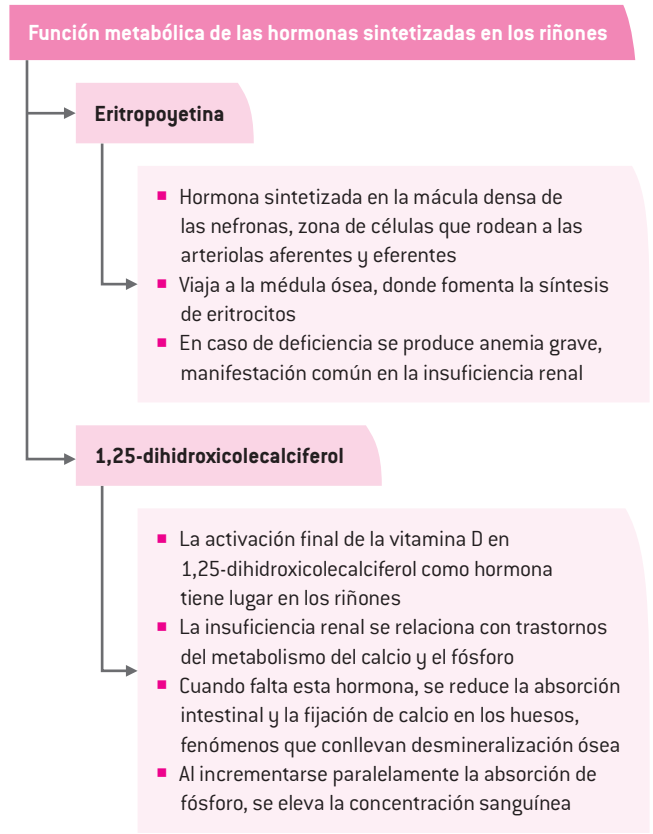 Función metabólica de las hormonas sintetizadas en los riñones
Eritropoyetina
▪ Hormona sintetizada en la mácula densa de
las nefronas, zona de células que rodean a las
arteriolas aferentes y eferentes
▪ Viaja a la médula ósea, donde fomenta la síntesis
de eritrocitos
▪ En caso de deficiencia se produce anemia grave,
manifestación común en la insuficiencia renal
1,25-dihidroxicolecalciferol
▪ La activación final de la vitamina D en
1,25-dihidroxicolecalciferol como hormona
tiene lugar en los riñones
▪ La insuficiencia renal se relaciona con trastornos
del metabolismo del calcio y el fósforo
▪ Cuando falta esta hormona, se reduce la absorción
intestinal y la fijación de calcio en los huesos,
fenómenos que conllevan desmineralización ósea
▪ Al incrementarse paralelamente la absorción de
fósforo, se eleva la concentración sanguínea